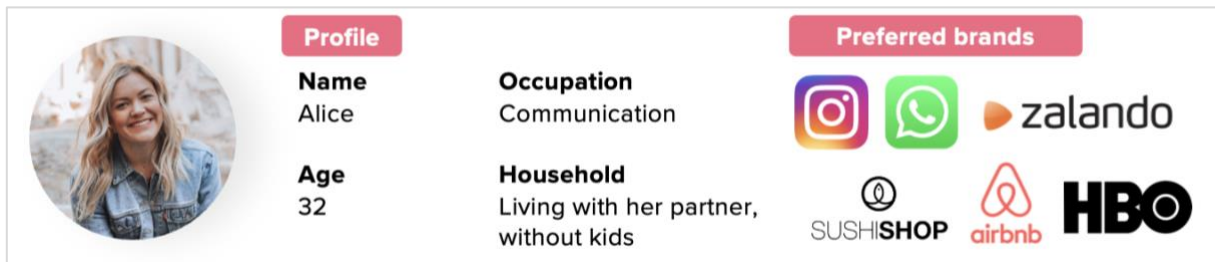 Profile
Preferred brands
Name
Alice
Occupation
Communication
Age
32
Household
Living with her partner,
without kids
zalando
SUSHISHOP
airbnb
HBO